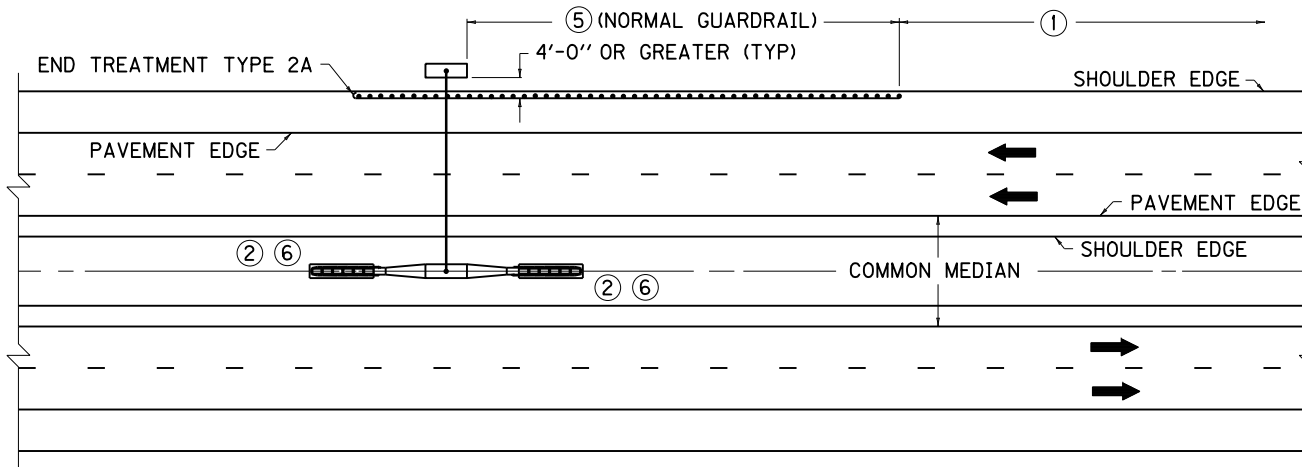 ⑤ (NORMAL GUARDRAIL)
①
4'-0'' OR GREATER (TYP)
END TREATMENT TYPE 2A
SHOULDER EDGE
PAVEMENT EDGE
PAVEMENT EDGE
② ⑥
SHOULDER EDGE
COMMON MEDIAN
② ⑥